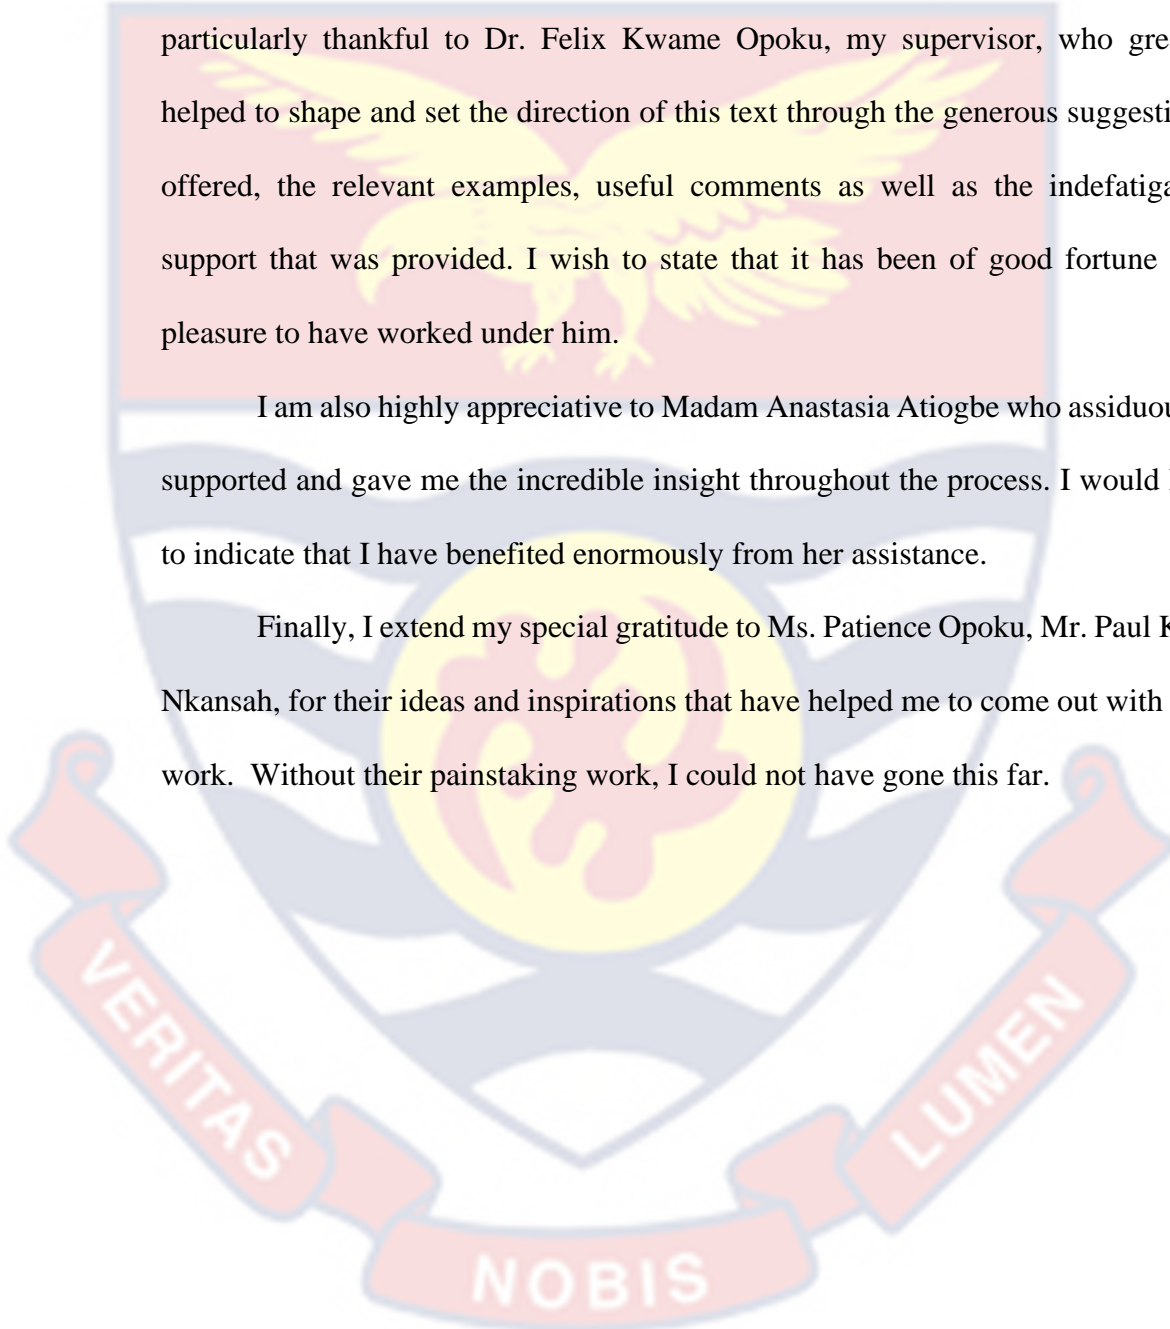 particularly thankful to Dr. Felix Kwame Opoku, my supervisor, who gre
helped to shape and set the direction of this text through the generous suggesti
offered, the relevant examples, useful comments as well as the indefatiga
support that was provided. I wish to state that it has been of good fortune
pleasure to have worked under him.
I am also highly appreciative to Madam Anastasia Atiogbe who assiduou
supported and gave me the incredible insight throughout the process. I would
to indicate that I have benefited enormously from her assistance.
Finally, I extend my special gratitude to Ms. Patience Opoku, Mr. Paul K
Nkansah, for their ideas and inspirations that have helped me to come out with
work. Without their painstaking work, I could not have gone this far.
VERITAS
NOBIS
LUMEN